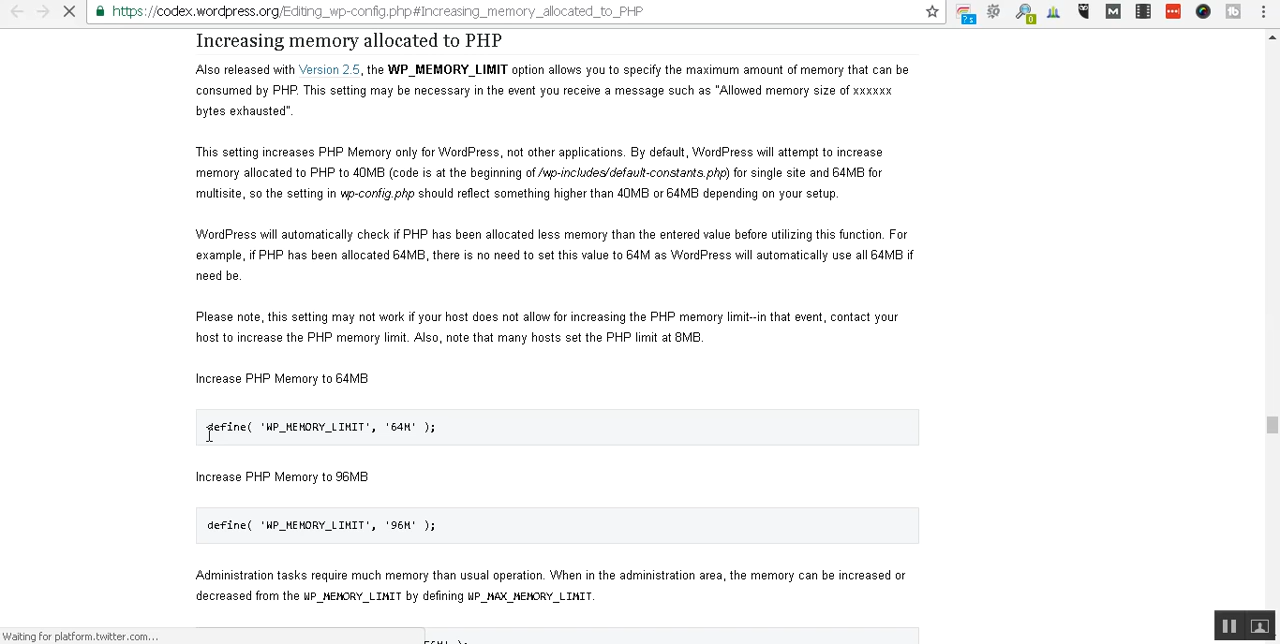 https://codex.wordpress.org/Editing_wp-config.php#Increasing_memory_allocated_to_PHP
Increasing memory allocated to PHP
Also released with Version 2.5, the WP_MEMORY_LIMIT option allows you to specify the maximum amount of memory that can be
consumed by PHP. This setting may be necessary in the event you receive a message such as "Allowed memory size of xxxxxx
bytes exhausted".
This setting increases PHP Memory only for WordPress, not other applications. By default, WordPress will attempt to increase
memory allocated to PHP to 40MB (code is at the beginning of /wp-includes/default-constants.php) for single site and 64MB for
multisite, so the setting in wp-config.php should reflect something higher than 40MB or 64MB depending on your setup.
WordPress will automatically check if PHP has been allocated less memory than the entered value before utilizing this function. For
example, if PHP has been allocated 64MB, there is no need to set this value to 64M as WordPress will automatically use all 64MB if
need be.
Please note, this setting may not work if your host does not allow for increasing the PHP memory limit--in that event, contact your
host to increase the PHP memory limit. Also, note that many hosts set the PHP limit at 8MB.
Increase PHP Memory to 64MB
define( 'WP_MEMORY_LIMIT', '64M' );
Increase PHP Memory to 96MB
define( 'WP_MEMORY_LIMIT', '96M' );
Administration tasks require much memory than usual operation. When in the administration area, the memory can be increased or
decreased from the WP_MEMORY_LIMIT by defining WP_MAX_MEMORY_LIMIT.
Waiting for platform.twitter.com...